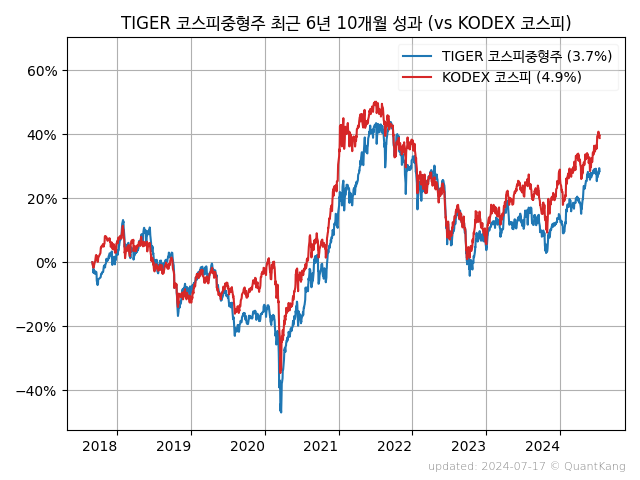 TIGER 코스피중형주 최근 6년 10개월 성과 (vs KODEX 코스피)
TIGER 코스피중형주 (3.7%)
KODEX 코스피 (4.9%)
60%
40%
20%
0%
−20%
−40%
2018 2019 2020 2021 2022 2023 2024
updated: 2024-07-17 © QuantKang